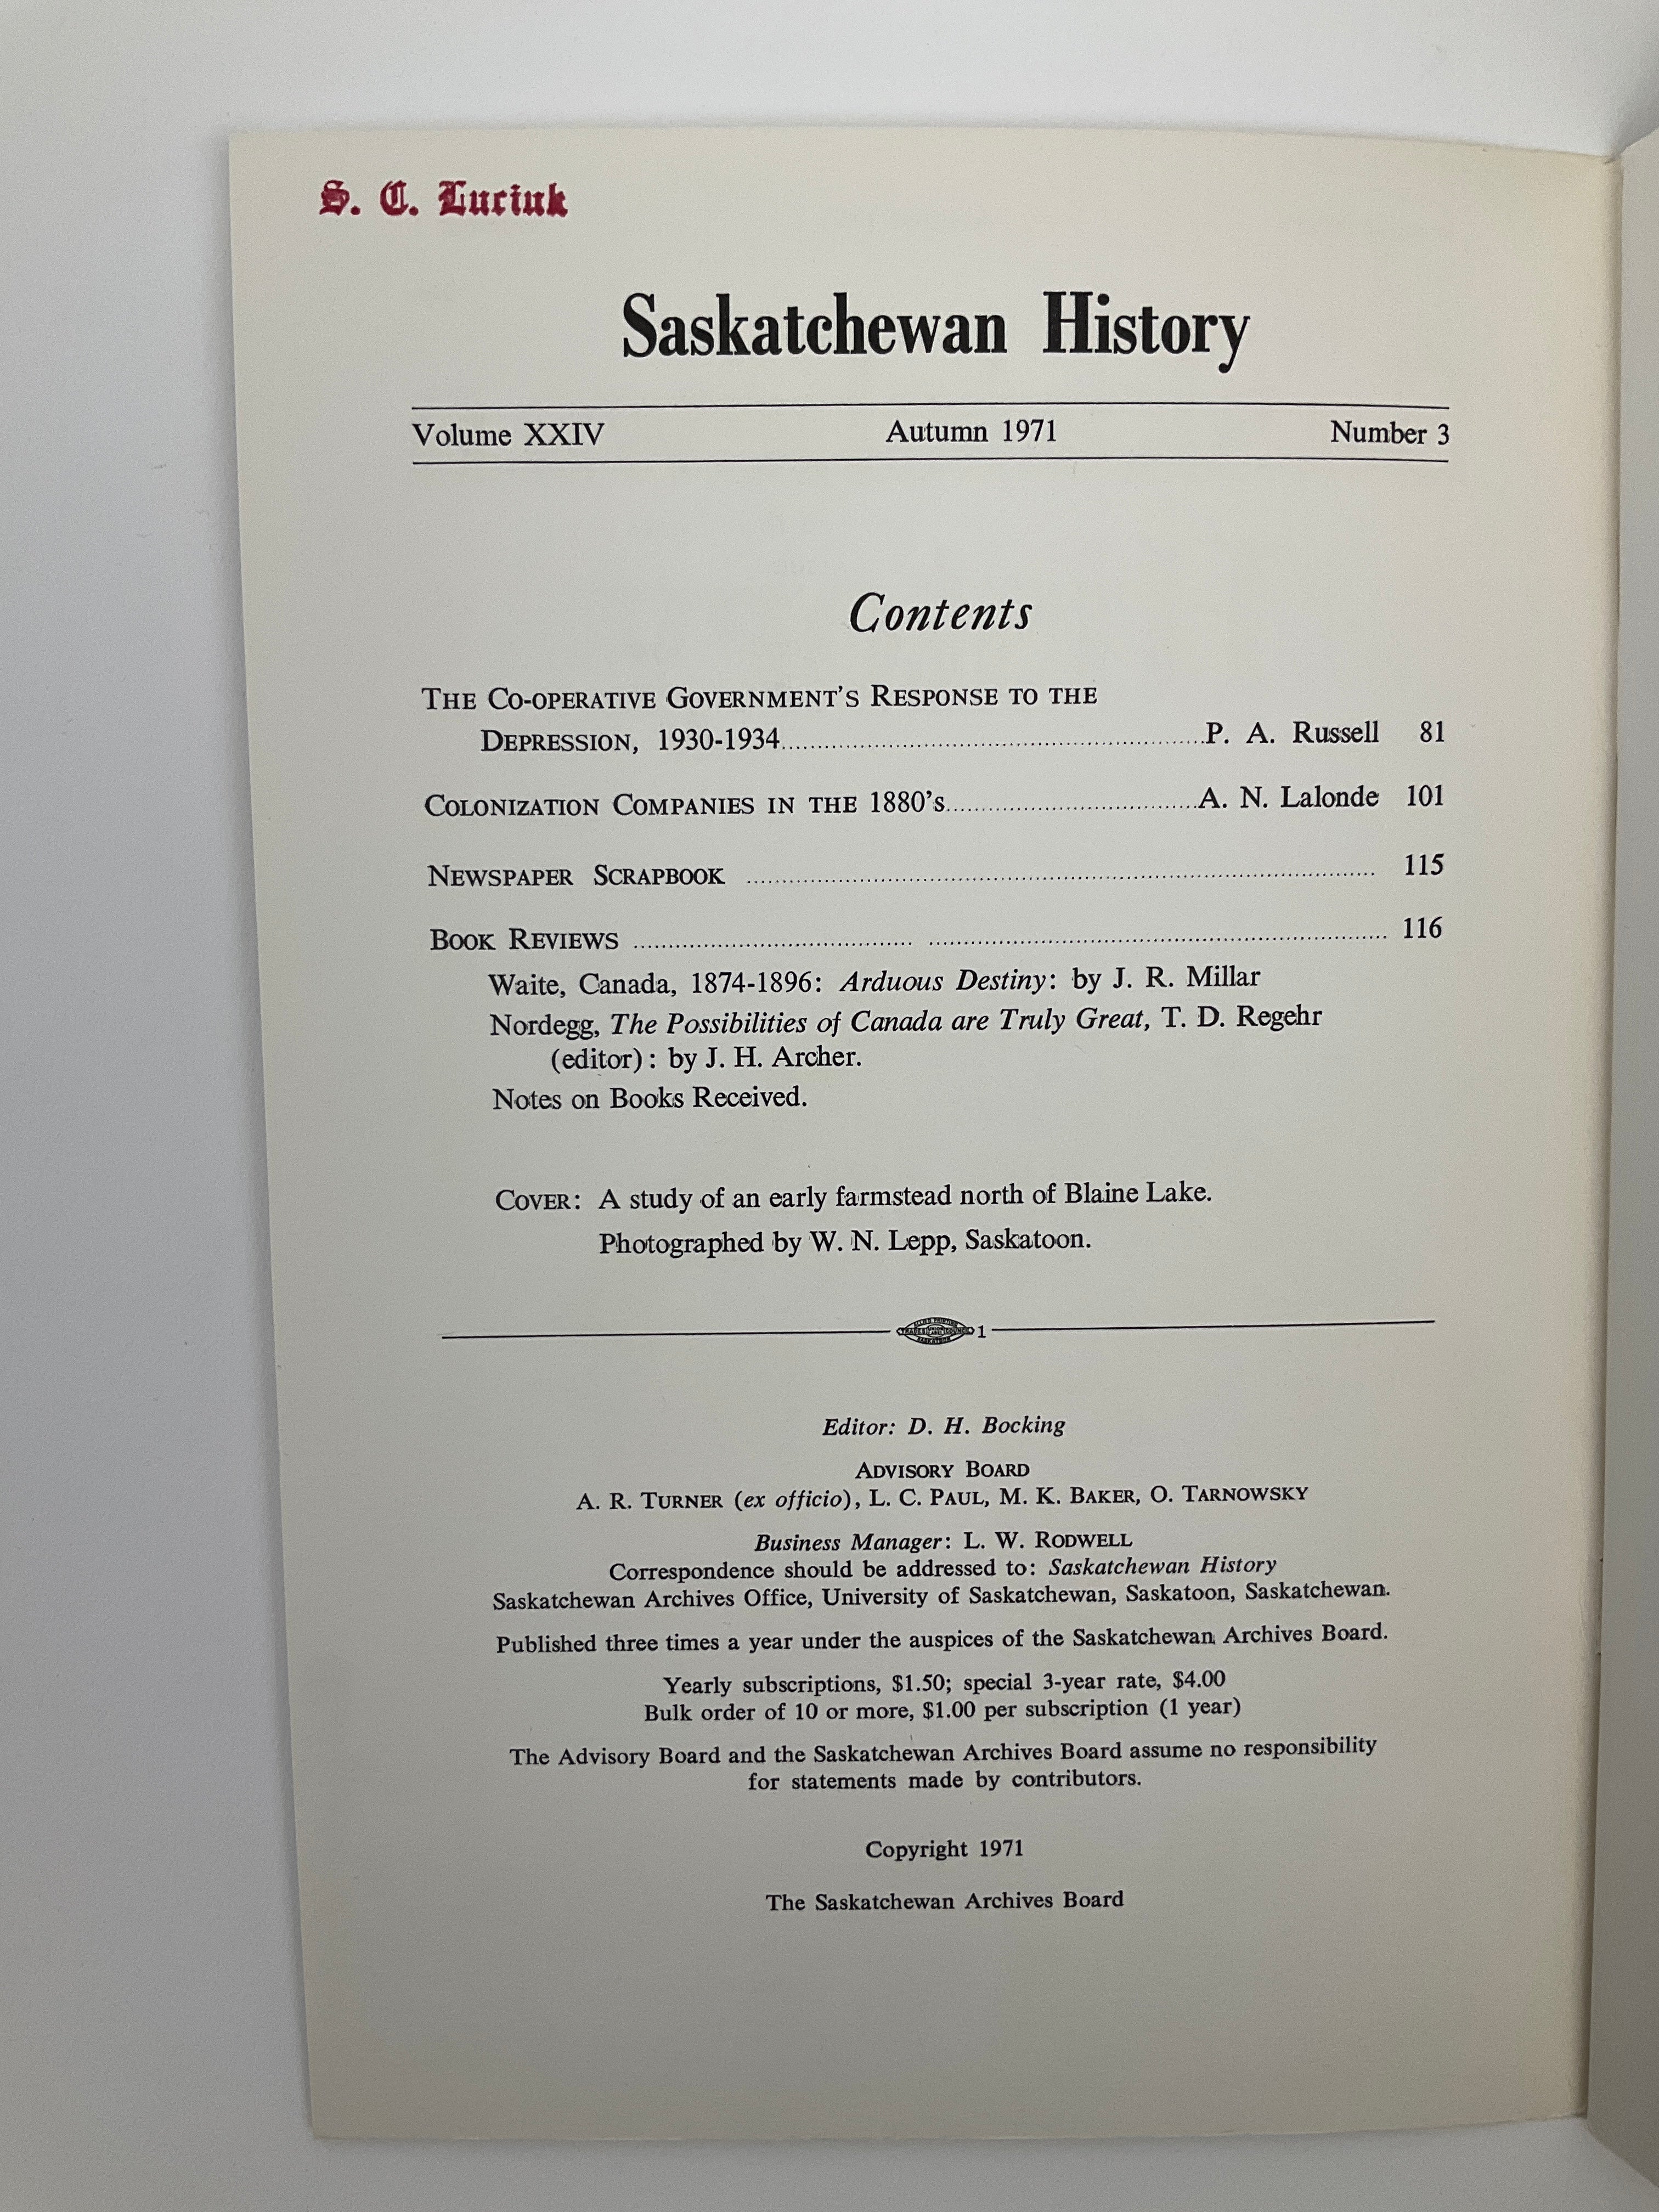 S. C. Luciuk
Saskatchewan History
Volume XXIV Autumn 1971 Number 3
Contents
THE CO-OPERATIVE GOVERNMENT'S RESPONSE TO THE
DEPRESSION, 1930-1934 P. A. Russell 81
COLONIZATION COMPANIES IN THE 1880's A. N. Lalonde 101
NEWSPAPER SCRAPBOOK 115
BOOK REVIEWS 116
Waite, Canada, 1874-1896: Arduous Destiny: by J. R. Millar
Nordegg, The Possibilities of Canada are Truly Great, T. D. Regehr
(editor): by J. H. Archer.
Notes on Books Received.
COVER: A study of an early farmstead north of Blaine Lake.
Photographed by W. N. Lepp, Saskatoon.
1
Editor: D. H. Bocking
ADVISORY BOARD
A. R. TURNER (ex officio), L. C. PAUL, M. K. BAKER, O. TARNOWSKY
Business Manager: L. W. RODWELL
Correspondence should be addressed to: Saskatchewan History
Saskatchewan Archives Office, University of Saskatchewan, Saskatoon, Saskatchewan.
Published three times a year under the auspices of the Saskatchewan Archives Board.
Yearly subscriptions, $1.50; special 3-year rate, $4.00
Bulk order of 10 or more, $1.00 per subscription (1 year)
The Advisory Board and the Saskatchewan Archives Board assume no responsibility
for statements made by contributors.
Copyright 1971
The Saskatchewan Archives Board